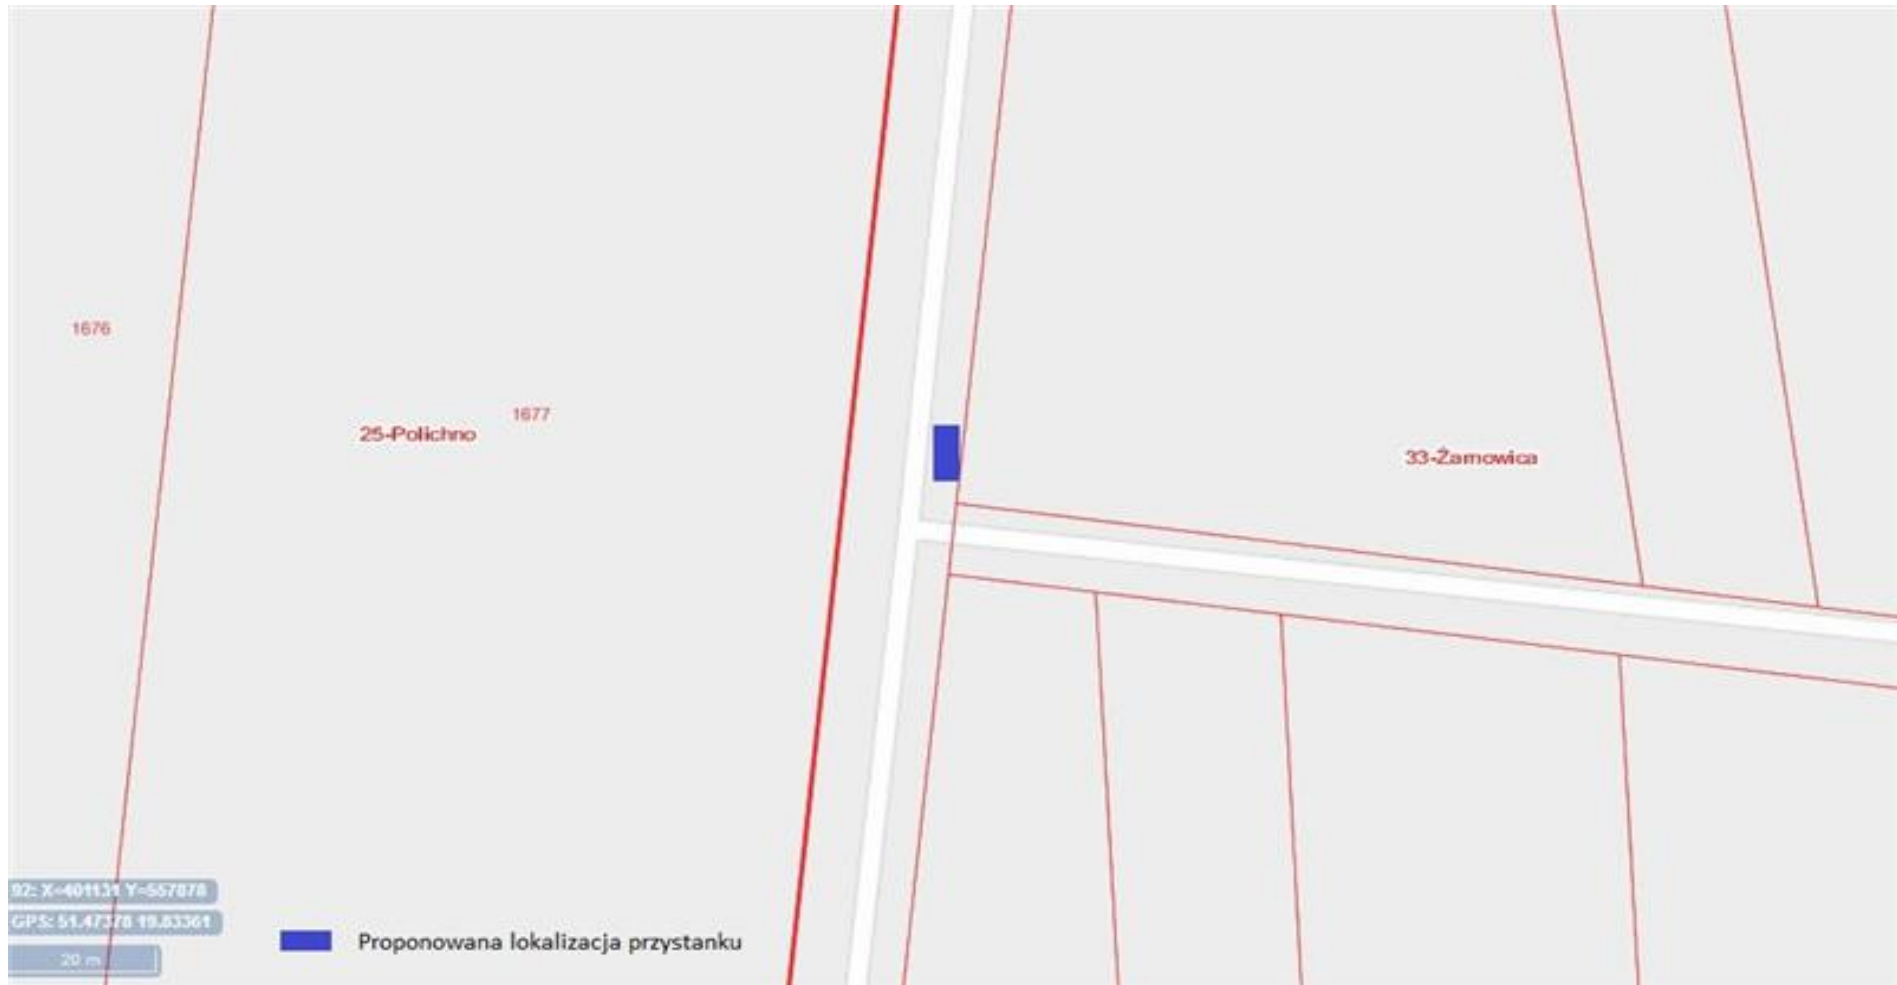 1676
1677
25-Polichno
33-Żarnowica
92: X=401131 Y=557878
GPS: 51.47378 19.83361
20 m
Proponowana lokalizacja przystanku